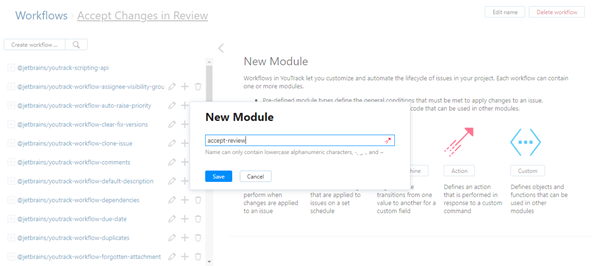 Workflows › Accept Changes in Review
Edit name
Delete workflow
Create workflow ...
@jetbrains/youtrack-scripting-api
@jetbrains/youtrack-workflow-assignee-visibility-group
@jetbrains/youtrack-workflow-auto-raise-priority
@jetbrains/youtrack-workflow-clear-fix-versions
@jetbrains/youtrack-workflow-clone-issue
@jetbrains/youtrack-workflow-comments
@jetbrains/youtrack-workflow-default-description
@jetbrains/youtrack-workflow-dependencies
@jetbrains/youtrack-workflow-due-date
@jetbrains/youtrack-workflow-duplicates
@jetbrains/youtrack-workflow-forgotten-attachment
New Module
Workflows in YouTrack let you customize and automate the lifecycle of issues in your project. Each workflow can contain
one or more modules.
Pre-defined module types define the general conditions that must be met to apply changes to an issue.
code that can be used in other modules.
New Module
accept-review
Name can only contain lowercase alphanumeric characters, -, _, ., and ~
Save
Cancel
hine
Action
Custom
perform when
changes are applied
to an issue
that are applied to
issues on a set
schedule
transitions from one
value to another for a
custom field
Defines an action
that is performed in
response to a custom
command
Defines objects and
functions that can be
used in other
modules